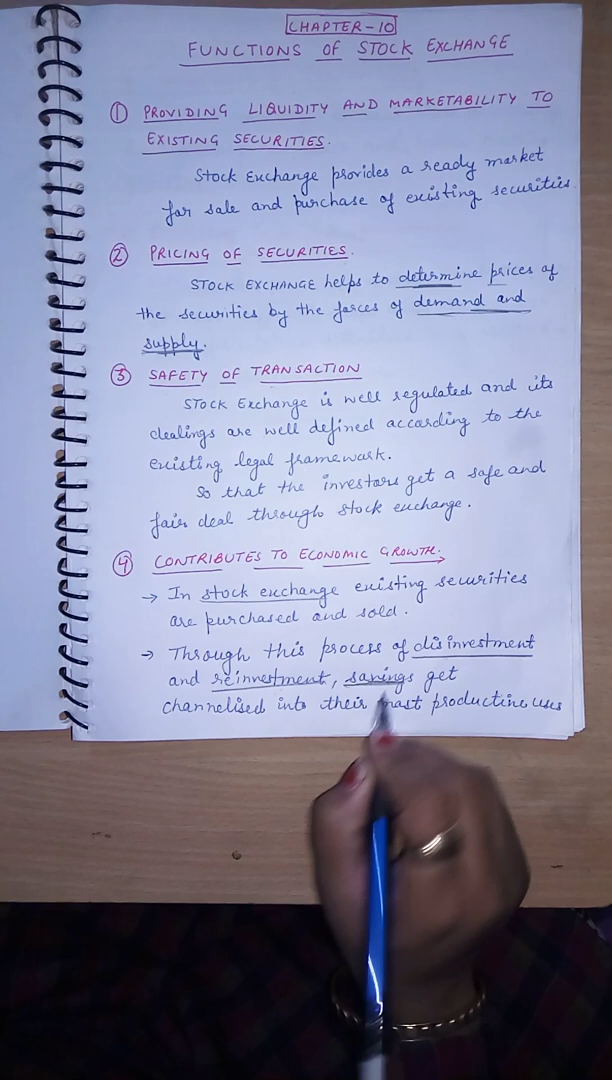 CHAPTER-10
FUNCTIONS OF STOCK EXCHANGE
① PROVIDING LIQUIDITY AND MARKETABILITY TO
EXISTING SECURITIES.
Stock Exchange provides a ready market
for sale and purchase of existing securities.
② PRICING OF SECURITIES.
STOCK EXCHANGE helps to determine prices of
the securities by the forces of demand and
supply.
③ SAFETY OF TRANSACTION
STOCK Exchange is well regulated and its
dealings are well defined according to the
existing legal framework.
So that the investors get a safe and
fair deal through stock exchange.
④ CONTRIBUTES TO ECONOMIC GROWTH.
→ In stock exchange existing securities
are purchased and sold.
→ Through this process of disinvestment
and reinvestment, savings get
channelised into their most productive uses